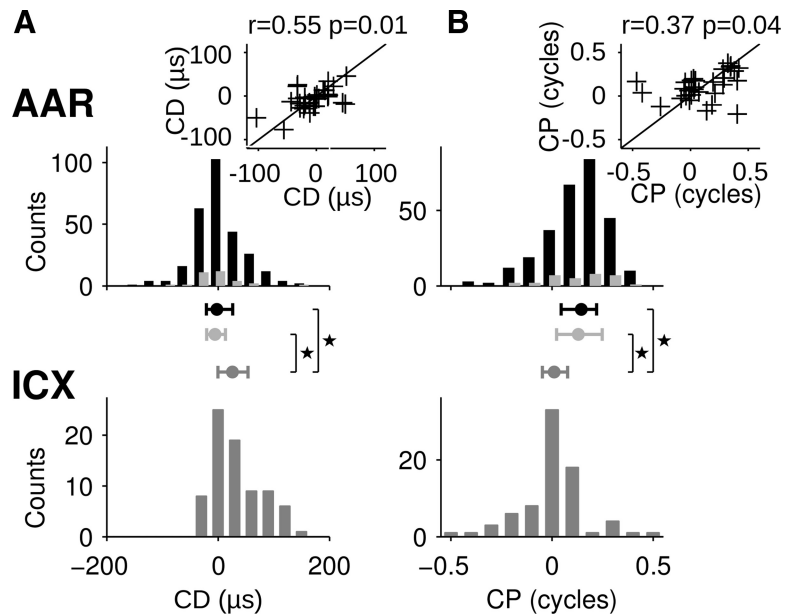 A
r=0.55 p=0.01
B
r=0.37 p=0.04
AAR
CD (µs)
100
0
-100
-100
0
100
CD (µs)
CP (cycles)
0.5
0
-0.5
-0.5
0
0.5
CP (cycles)
Counts
100
50
0
50
0
★
★
★
★
ICX
Counts
20
10
0
−200
0
200
CD (µs)
20
0
−0.5
0
0.5
CP (cycles)